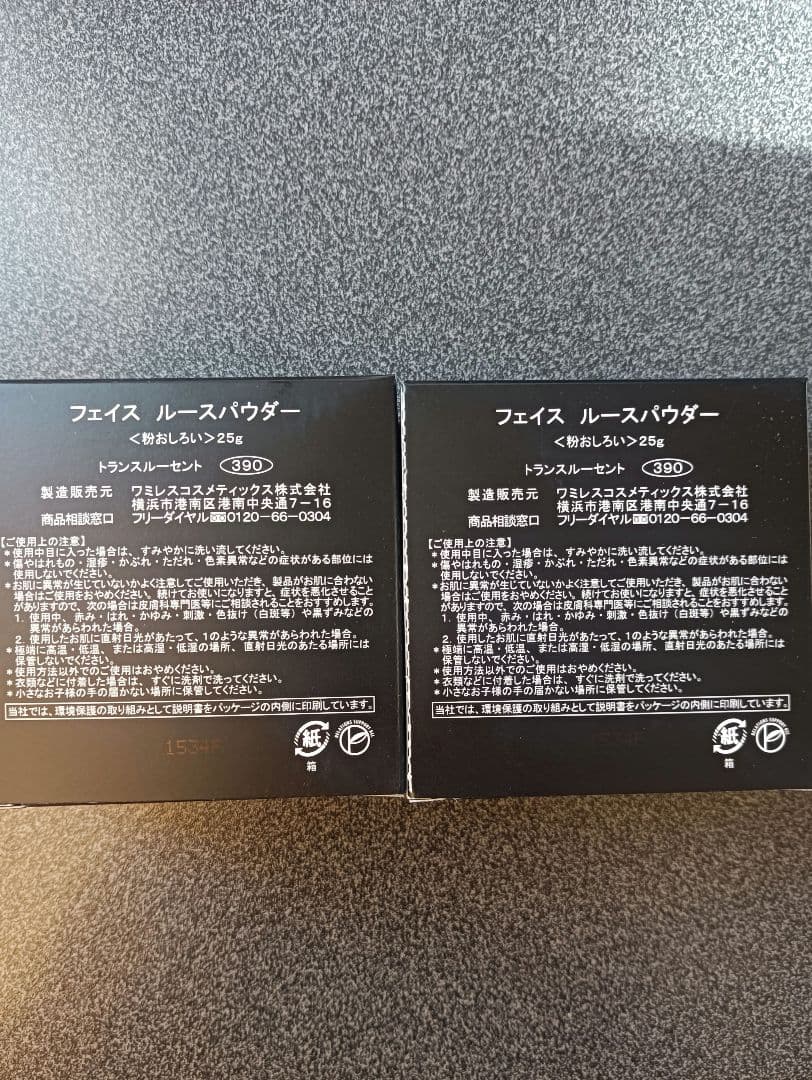 フェイス ルースパウダー
<粉おしろい>25g
トランスルーセント 390
製造販売元 ワミレスコスメティックス株式会社
横浜市港南区港南中央通7-16
商品相談窓口 フリーダイヤル0120-66-0304
【ご使用上の注意】
*使用中目に入った場合は、すみやかに洗い流してください。
*傷やはれもの・湿疹・かぶれ・ただれ・色素異常などの症状がある部位には
使用しないでください。
*お肌に異常が生じていないかよく注意してご使用いただき、製品がお肌に合わない
場合はご使用をおやめください。続けてお使いになりますと、症状を悪化させること
がありますので、次の場合は皮膚科専門医等にご相談されることをおすすめします。
1. 使用中、赤み・はれ・かゆみ・刺激・色抜け(白斑等)や黒ずみなどの
異常があらわれた場合。
2. 使用したお肌に直射日光があたって、1のような異常があらわれた場合。
*極端に高温・低温、または高湿・低湿の場所、直射日光のあたる場所には
保管しないでください。
*使用方法以外でのご使用はおやめください。
*衣類などに付着した場合は、すぐに洗剤で洗ってください。
*小さなお子様の手の届かない場所に保管してください。
当社では、環境保護の取り組みとして説明書をパッケージの内側に印刷しています。
紙
箱
フェイス ルースパウダー
<粉おしろい>25g
トランスルーセント 390
製造販売元 ワミレスコスメティックス株式会社
横浜市港南区港南中央通7-16
商品相談窓口 フリーダイヤル0120-66-0304
【ご使用上の注意】
*使用中目に入った場合は、すみやかに洗い流してください。
*傷やはれもの・湿疹・かぶれ・ただれ・色素異常などの症状がある部位には
使用しないでください。
*お肌に異常が生じていないかよく注意してご使用いただき、製品がお肌に合わない
場合はご使用をおやめください。続けてお使いになりますと、症状を悪化させること
がありますので、次の場合は皮膚科専門医等にご相談されることをおすすめします。
1. 使用中、赤み・はれ・かゆみ・刺激・色抜け(白斑等)や黒ずみなどの
異常があらわれた場合。
2. 使用したお肌に直射日光があたって、1のような異常があらわれた場合。
*極端に高温・低温、または高湿・低湿の場所、直射日光のあたる場所には
保管しないでください。
*使用方法以外でのご使用はおやめください。
*衣類などに付着した場合は、すぐに洗剤で洗ってください。
*小さなお子様の手の届かない場所に保管してください。
当社では、環境保護の取り組みとして説明書をパッケージの内側に印刷しています。
紙
箱